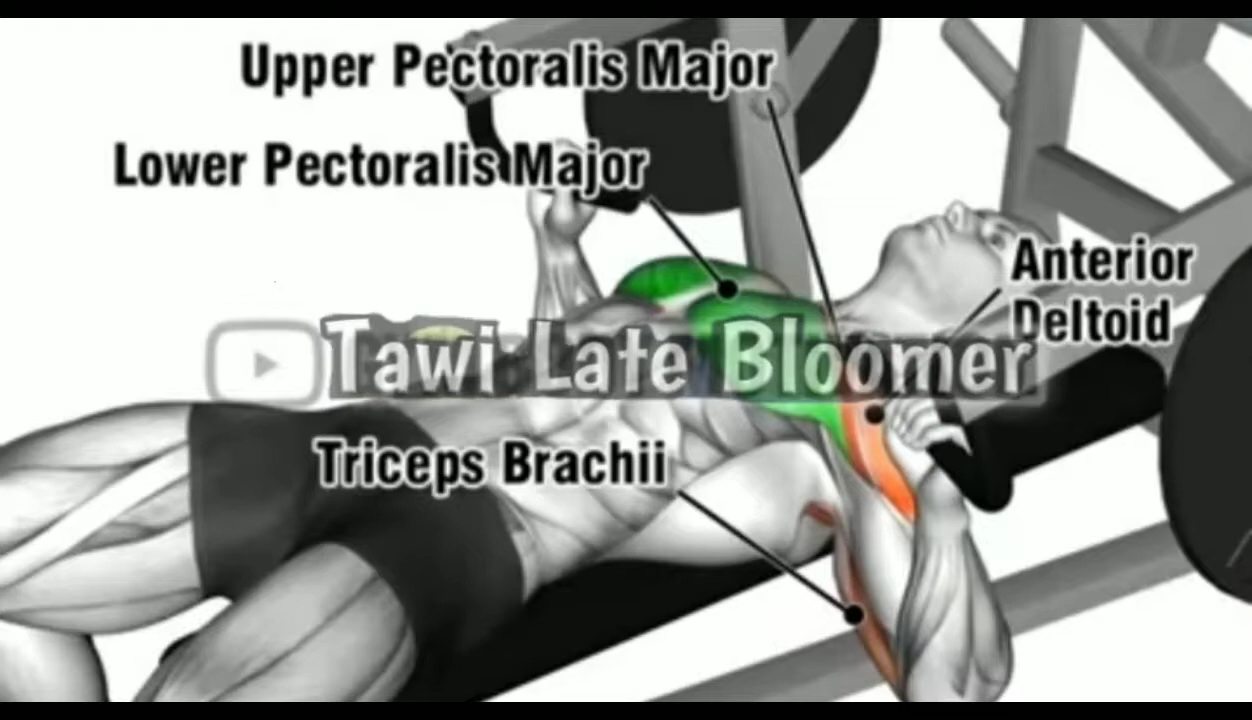 Upper Pectoralis Major
Lower Pectoralis Major
Anterior
Deltoid
Tawi Late Bloomer
Triceps Brachii